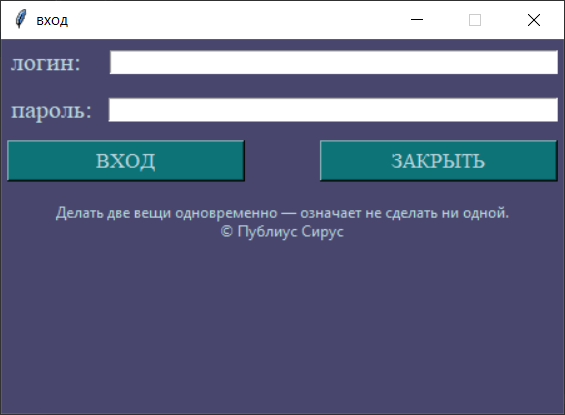 вход
логин:
пароль:
ВХОД ЗАКРЫТЬ
Делать две вещи одновременно — означает не сделать ни одной.
© Публиус Сирус